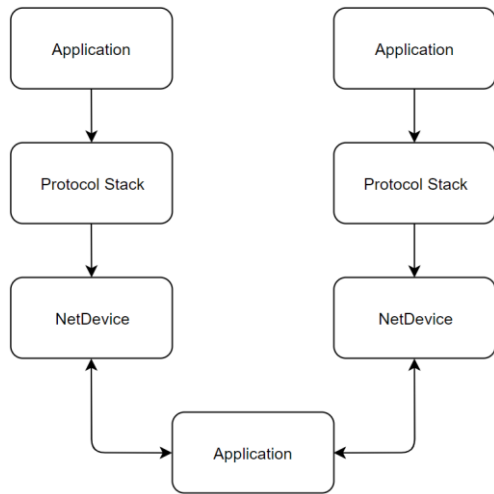 Application
Application
Protocol Stack
Protocol Stack
NetDevice
NetDevice
Application